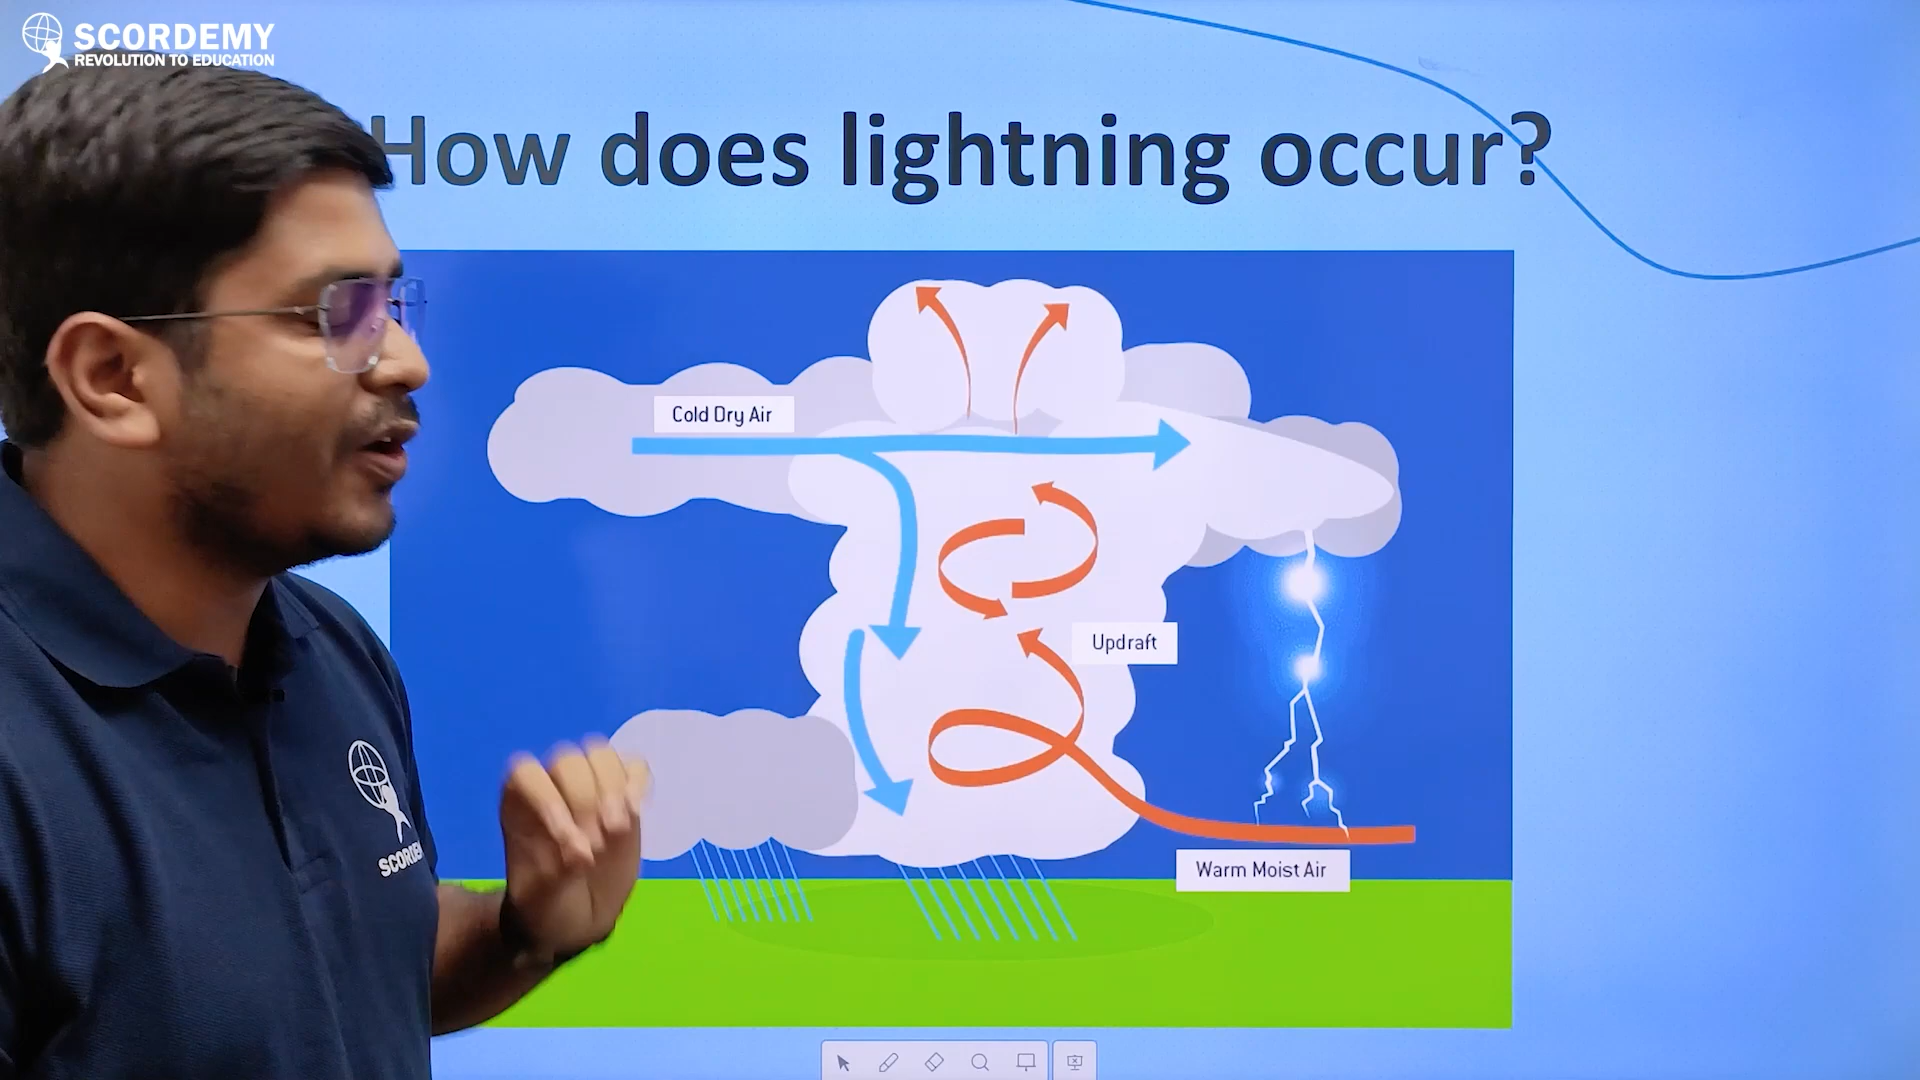 SCORDEMY
REVOLUTION TO EDUCATION
How does lightning occur?
Cold Dry Air
Updraft
Warm Moist Air